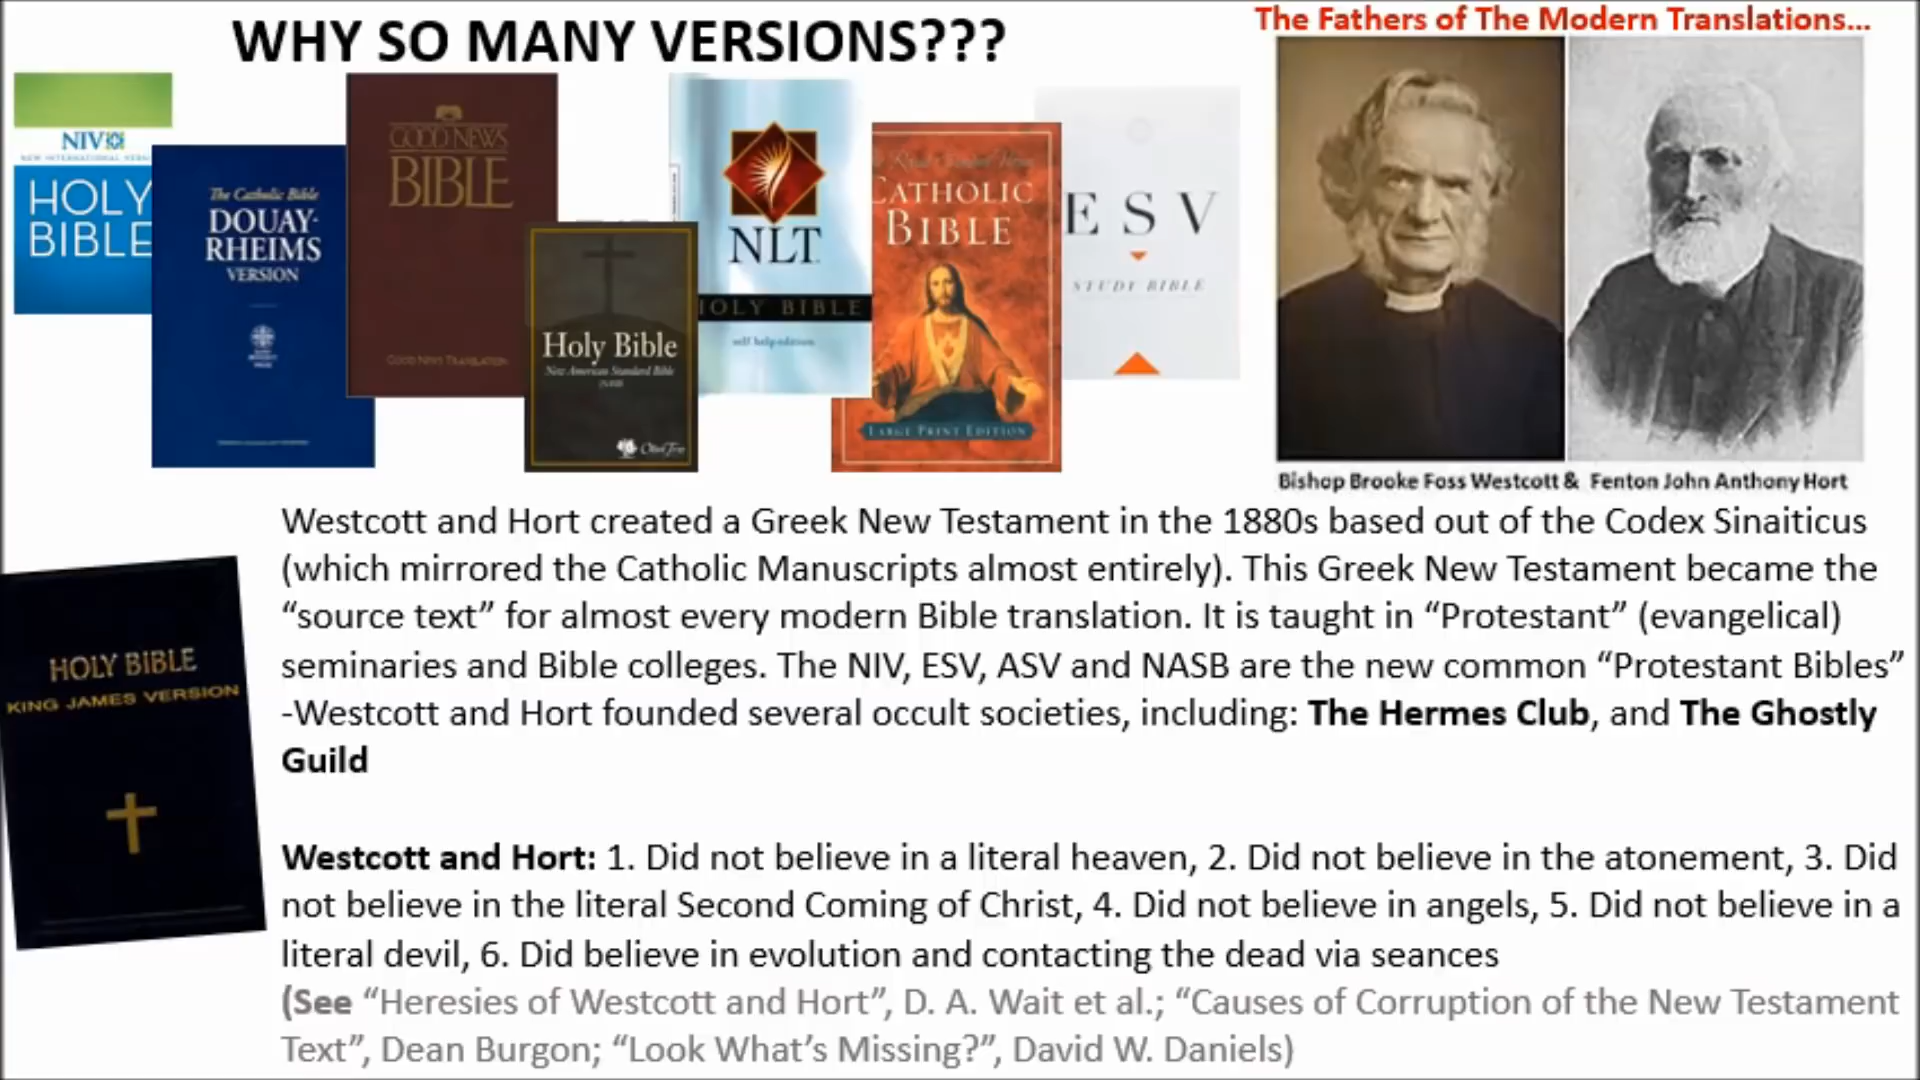 WHY SO MANY VERSIONS???
The Fathers of The Modern Translations...
NIV
HOLY
BIBLE
The Catholic Bible
DOUAY-
RHEIMS
VERSION
GOOD NEWS
BIBLE
GOOD NEWS TRANSLATION
Holy Bible
New American Standard Bible
NLT
HOLY BIBLE
self help edition
CATHOLIC
BIBLE
LARGE PRINT EDITION
E S V
STUDY BIBLE
Bishop Brooke Foss Westcott & Fenton John Anthony Hort
HOLY BIBLE
KING JAMES VERSION
Westcott and Hort created a Greek New Testament in the 1880s based out of the Codex Sinaiticus
(which mirrored the Catholic Manuscripts almost entirely). This Greek New Testament became the
“source text” for almost every modern Bible translation. It is taught in “Protestant” (evangelical)
seminaries and Bible colleges. The NIV, ESV, ASV and NASB are the new common “Protestant Bibles”
-Westcott and Hort founded several occult societies, including: The Hermes Club, and The Ghostly
Guild
Westcott and Hort: 1. Did not believe in a literal heaven, 2. Did not believe in the atonement, 3. Did
not believe in the literal Second Coming of Christ, 4. Did not believe in angels, 5. Did not believe in a
literal devil, 6. Did believe in evolution and contacting the dead via seances
(See “Heresies of Westcott and Hort”, D. A. Wait et al.; “Causes of Corruption of the New Testament
Text”, Dean Burgon; “Look What’s Missing?”, David W. Daniels)